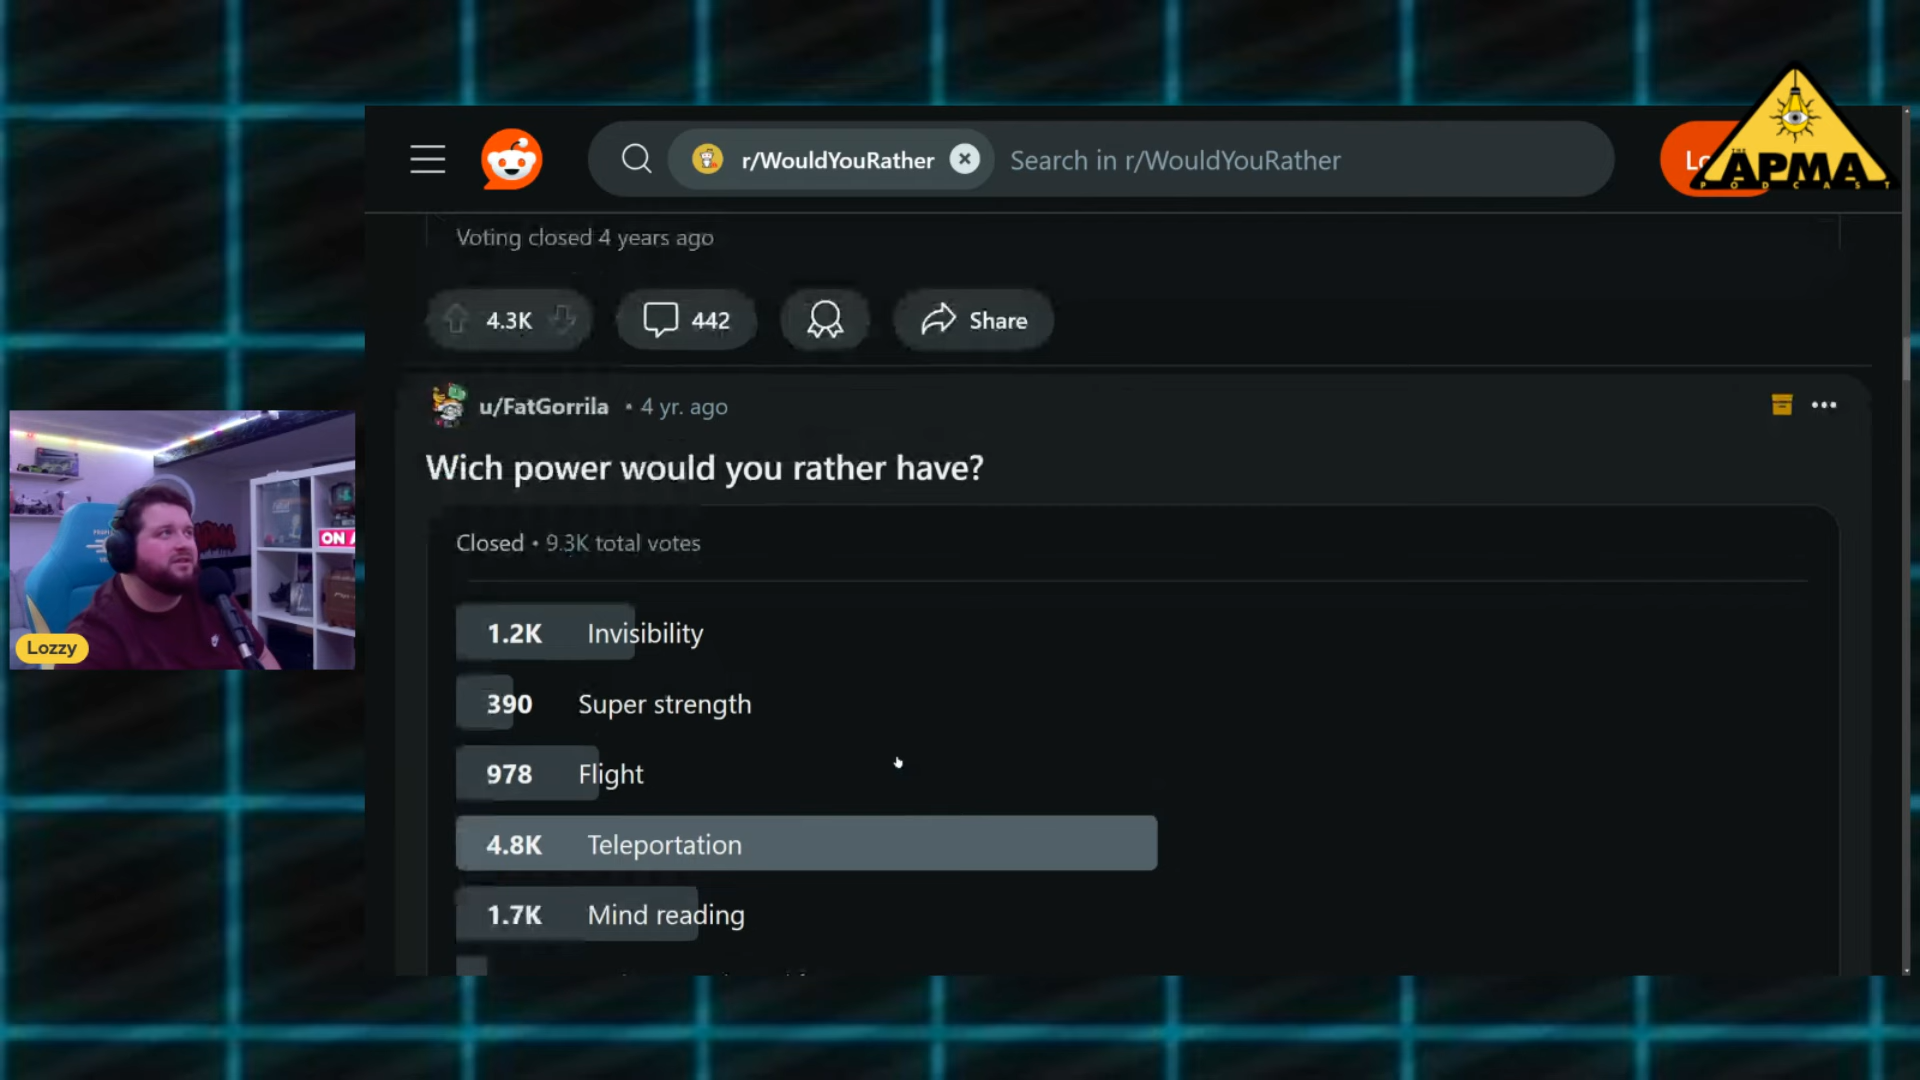 r/WouldYouRather
Search in r/WouldYouRather
THE
APMA
PODCAST
Voting closed 4 years ago
4.3K
442
Share
u/FatGorrila • 4 yr. ago
Wich power would you rather have?
Closed • 9.3K total votes
1.2K Invisibility
390 Super strength
978 Flight
4.8K Teleportation
1.7K Mind reading
ON A
Lozzy